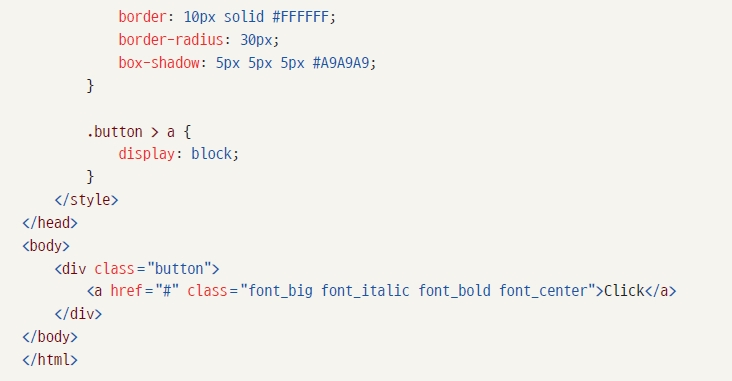 border: 10px solid #FFFFFF;
border-radius: 30px;
box-shadow: 5px 5px 5px #A9A9A9;
}
.button > a {
display: block;
}
</style>
</head>
<body>
<div class="button">
<a href="#" class="font_big font_italic font_bold font_center">Click</a>
</div>
</body>
</html>